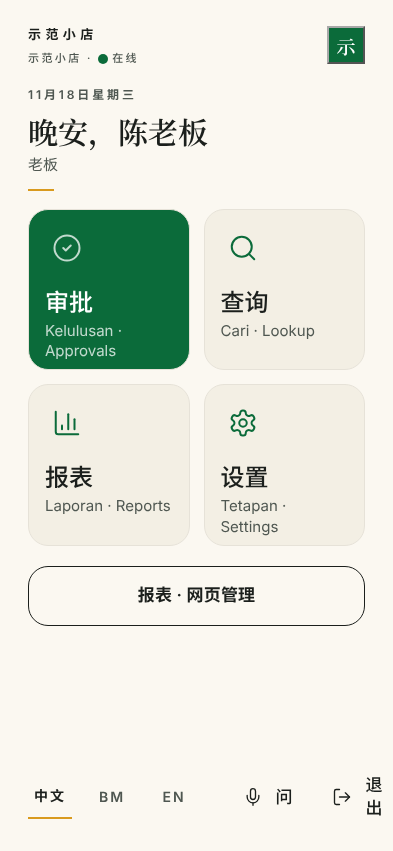 示范小店
示范小店 · 在线
示
11月18日星期三
晚安，陈老板
老板
审批
Kelulusan ·
Approvals
查询
Cari · Lookup
报表
Laporan · Reports
设置
Tetapan ·
Settings
报表 · 网页管理
中文 BM EN 问 退
出